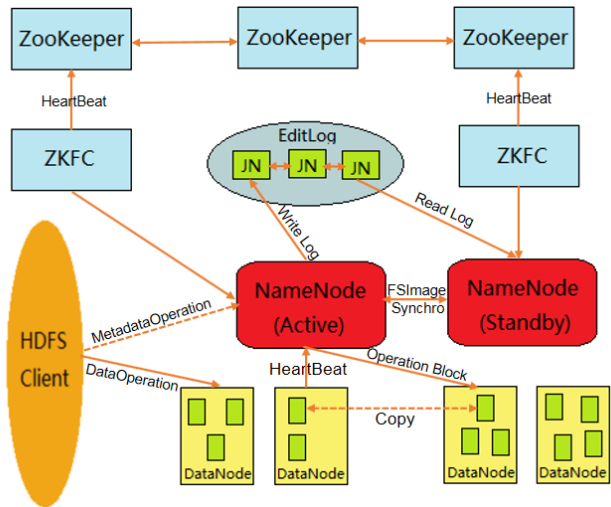 ZooKeeper
ZooKeeper
ZooKeeper
HeartBeat
HeartBeat
ZKFC
EditLog
JN
JN
JN
ZKFC
Write Log
Read Log
HDFS
Client
MetadataOperation
NameNode
(Active)
FSImage
Synchro
NameNode
(Standby)
DataOperation
HeartBeat
Operation Block
Copy
DataNode
DataNode
DataNode
DataNode